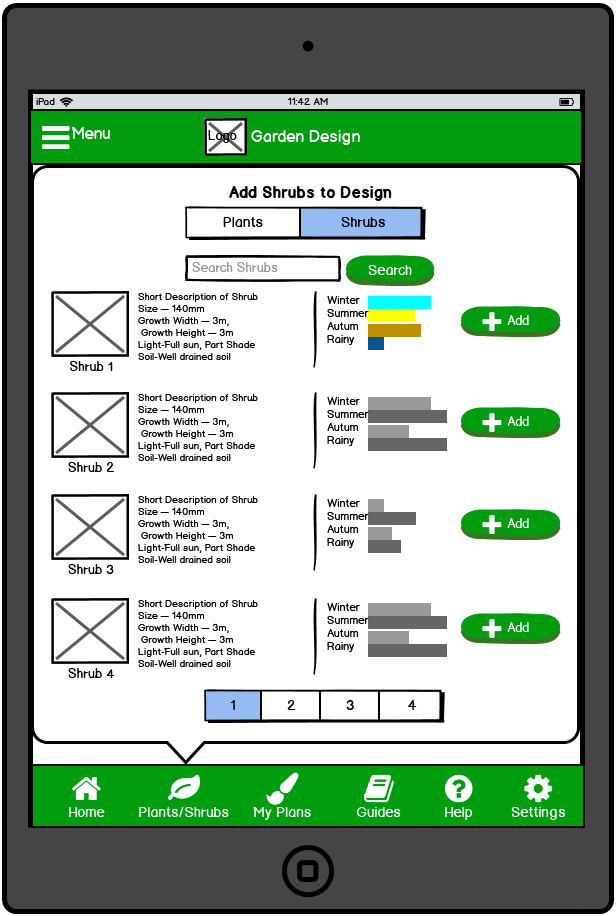 iPad 11:42 AM
Menu Logo Garden Design
Add Shrubs to Design
Plants Shrubs
Search Shrubs Search
Short Description of Shrub
Size — 140mm
Growth Width — 3m,
Growth Height — 3m
Light-Full sun, Part Shade
Soil-Well drained soil
Shrub 1
Winter
Summer
Autum
Rainy
Add
Short Description of Shrub
Size — 140mm
Growth Width — 3m,
Growth Height — 3m
Light-Full sun, Part Shade
Soil-Well drained soil
Shrub 2
Winter
Summer
Autum
Rainy
Add
Short Description of Shrub
Size — 140mm
Growth Width — 3m,
Growth Height — 3m
Light-Full sun, Part Shade
Soil-Well drained soil
Shrub 3
Winter
Summer
Autum
Rainy
Add
Short Description of Shrub
Size — 140mm
Growth Width — 3m,
Growth Height — 3m
Light-Full sun, Part Shade
Soil-Well drained soil
Shrub 4
Winter
Summer
Autum
Rainy
Add
1 2 3 4
Home Plants/Shrubs My Plans Guides Help Settings